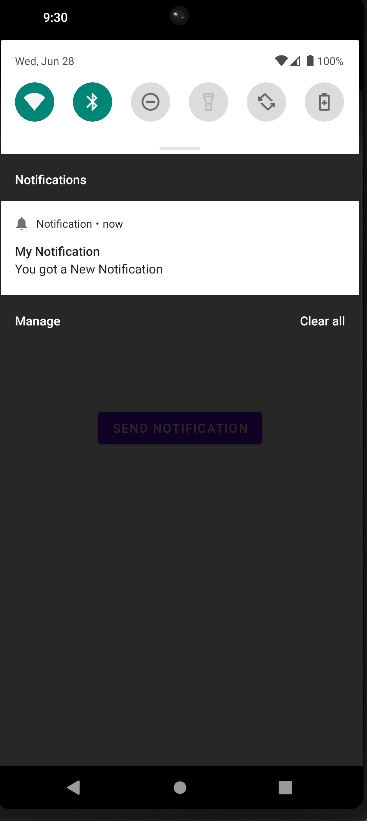 9:30
Wed, Jun 28
100%
Notifications
Notification • now
My Notification
You got a New Notification
Manage
Clear all
SEND NOTIFICATION